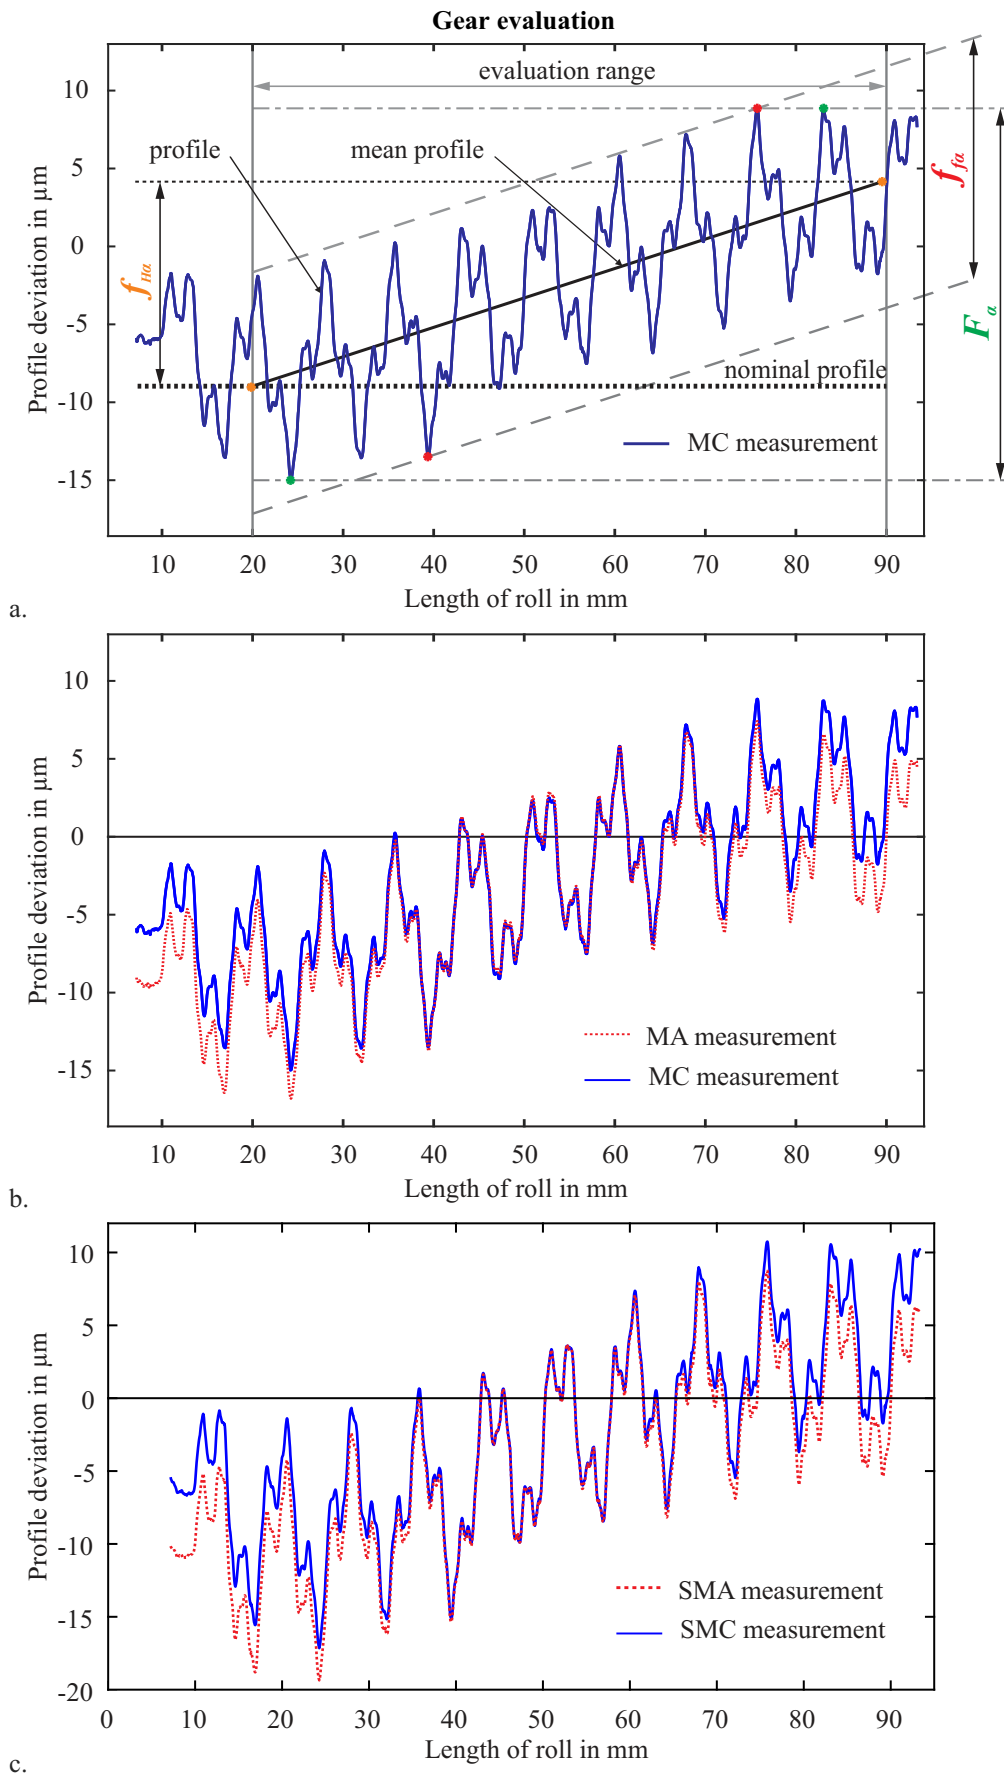 Gear evaluation
evaluation range
profile
mean profile
nominal profile
MC measurement
f_Hα
f_fα
F_α
10
5
0
-5
-10
-15
Profile deviation in µm
10 20 30 40 50 60 70 80 90
Length of roll in mm
a.
10
5
0
-5
-10
-15
Profile deviation in µm
MA measurement
MC measurement
10 20 30 40 50 60 70 80 90
Length of roll in mm
b.
10
5
0
-5
-10
-15
-20
Profile deviation in µm
SMA measurement
SMC measurement
0 10 20 30 40 50 60 70 80 90
Length of roll in mm
c.